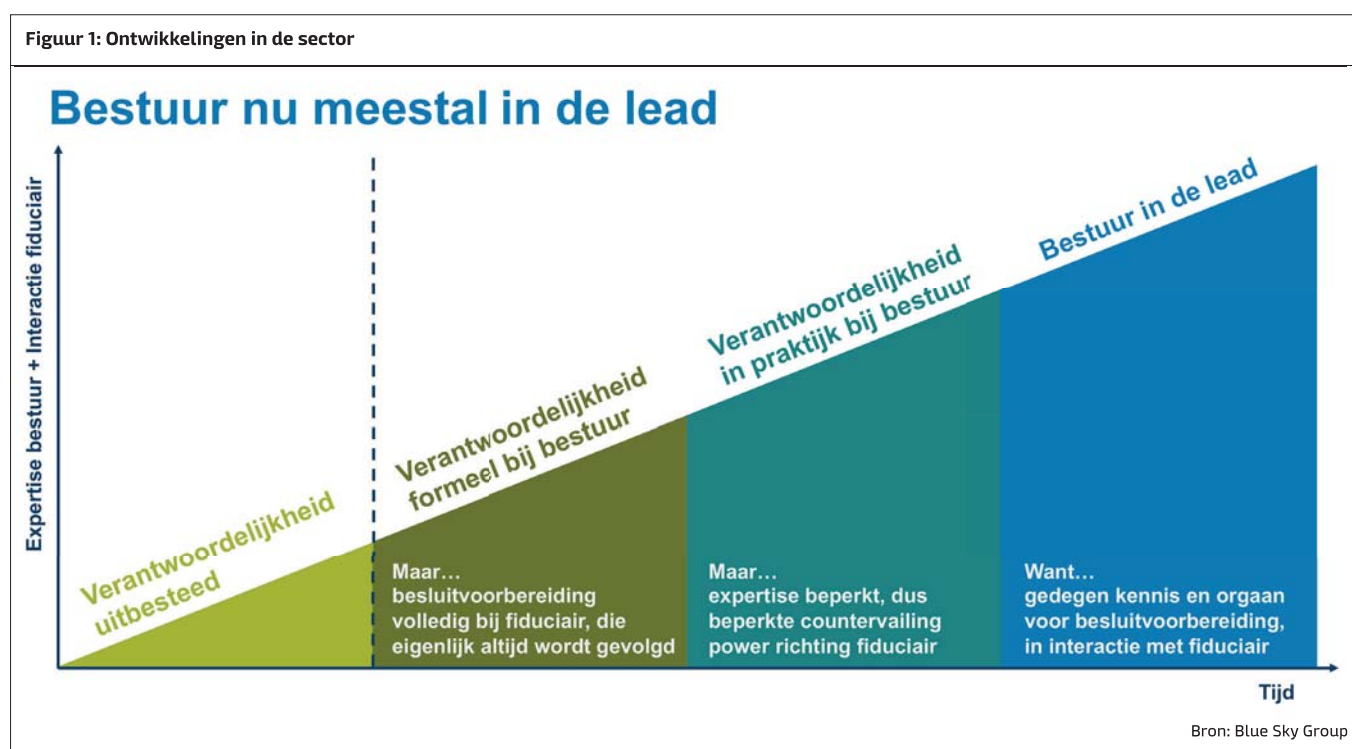 Figuur 1: Ontwikkelingen in de sector
Bestuur nu meestal in de lead
Expertise bestuur + Interactie fiduciair
Verantwoordelijkheid
uitbesteed
Verantwoordelijkheid
formeel bij bestuur
Maar...
besluitvoorbereiding
volledig bij fiduciair, die
eigenlijk altijd wordt gevolgd
Verantwoordelijkheid
in praktijk bij bestuur
Maar...
expertise beperkt, dus
beperkte countervailing
power richting fiduciair
Bestuur in de lead
Want...
gedegen kennis en orgaan
voor besluitvoorbereiding,
in interactie met fiduciair
Tijd
Bron: Blue Sky Group